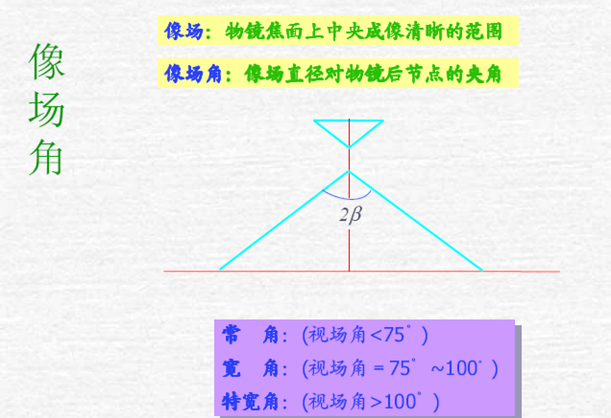 像场角
像场：物镜焦面上中央成像清晰的范围
像场角：像场直径对物镜后节点的夹角
2β
常 角：(视场角<75°)
宽 角：(视场角＝75° ~100°)
特宽角：(视场角>100°)